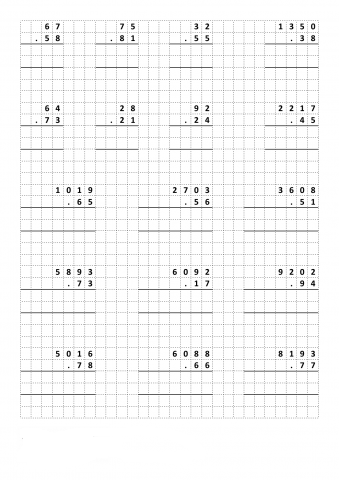 67 75 32 1350
.58 .81 .55 .38
64 28 92 2217
.73 .21 .24 .45
1019 2703 3608
.65 .56 .51
5893 6092 9202
.73 .17 .94
5016 6088 8193
.78 .66 .77